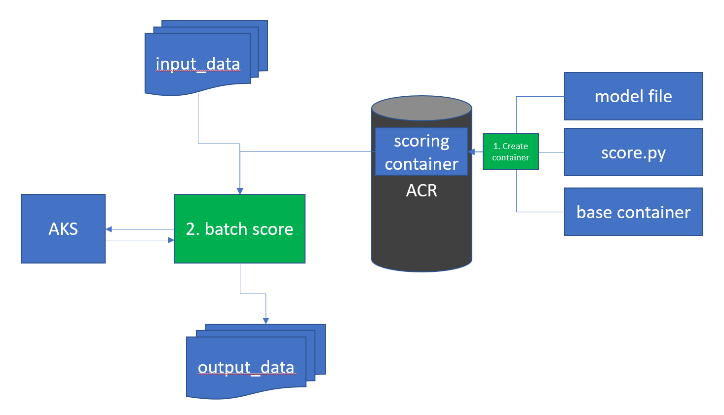 input_data
model file
scoring
container
1. Create
container
score.py
ACR
base container
AKS
2. batch score
output_data